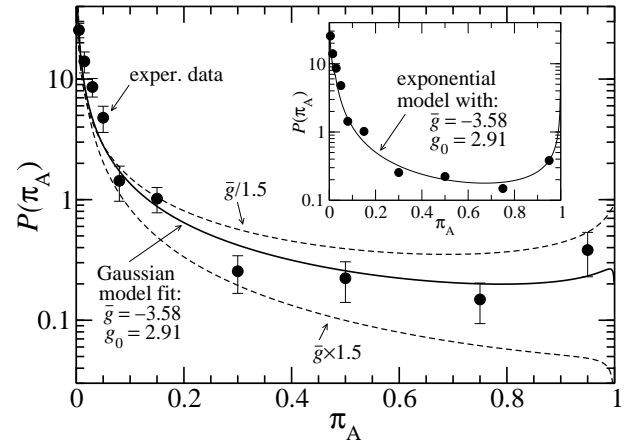 10
1
0.1
P(π_A)
exper. data
g̅/1.5
Gaussian
model fit:
g̅ = −3.58
g₀ = 2.91
g̅×1.5
0 0.2 0.4 0.6 0.8 1
π_A
10
1
0.1
P(π_A)
exponential
model with:
g̅ = −3.58
g₀ = 2.91
0 0.2 0.4 0.6 0.8 1
π_A